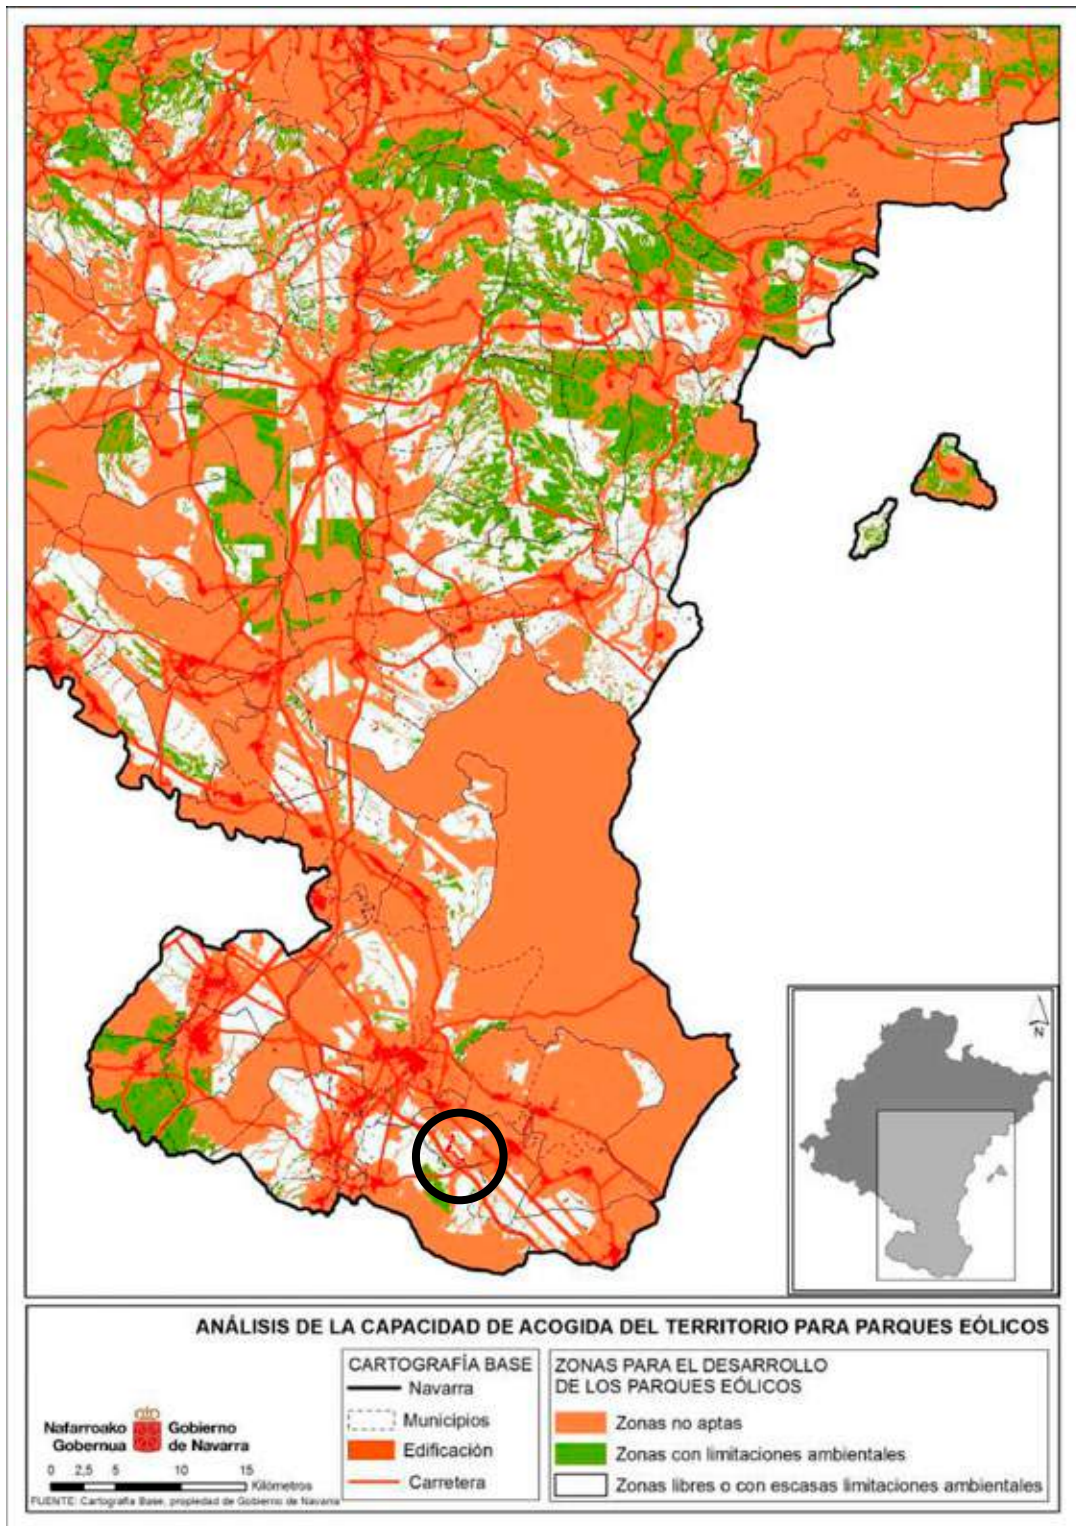 N
ANÁLISIS DE LA CAPACIDAD DE ACOGIDA DEL TERRITORIO PARA PARQUES EÓLICOS
CARTOGRAFÍA BASE
Navarra
Municipios
Edificación
Carretera
ZONAS PARA EL DESARROLLO
DE LOS PARQUES EÓLICOS
Zonas no aptas
Zonas con limitaciones ambientales
Zonas libres o con escasas limitaciones ambientales
Nafarroako
Gobernua
Gobierno
de Navarra
0 2,5 5 10 15
Kilómetros
FUENTE: Cartografía Base, propiedad de Gobierno de Navarra